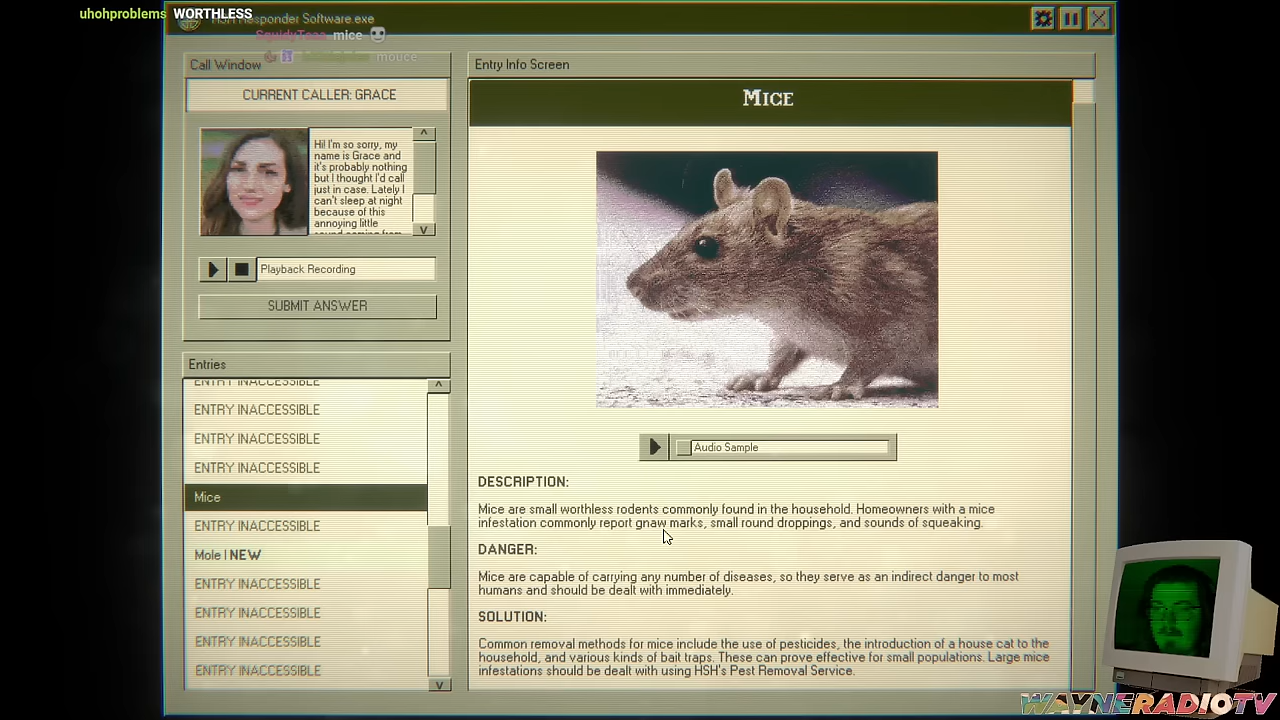 uhohproblems WORTHLESS
Responder Software.exe
SquidyToss mice
mouce
Call Window
CURRENT CALLER: GRACE
Hi! I'm so sorry, my
name is Grace and
it's probably nothing
but I thought I'd call
just in case. Lately I
can't sleep at night
because of this
annoying little
sound coming from
Playback Recording
SUBMIT ANSWER
Entries
ENTRY INACCESSIBLE
ENTRY INACCESSIBLE
ENTRY INACCESSIBLE
ENTRY INACCESSIBLE
Mice
ENTRY INACCESSIBLE
Mole | NEW
ENTRY INACCESSIBLE
ENTRY INACCESSIBLE
ENTRY INACCESSIBLE
ENTRY INACCESSIBLE
Entry Info Screen
MICE
Audio Sample
DESCRIPTION:
Mice are small worthless rodents commonly found in the household. Homeowners with a mice
infestation commonly report gnaw marks, small round droppings, and sounds of squeaking.
DANGER:
Mice are capable of carrying any number of diseases, so they serve as an indirect danger to most
humans and should be dealt with immediately.
SOLUTION:
Common removal methods for mice include the use of pesticides, the introduction of a house cat to the
household, and various kinds of bait traps. These can prove effective for small populations. Large mice
infestations should be dealt with using HSH's Pest Removal Service.
WAYNERADIOTV